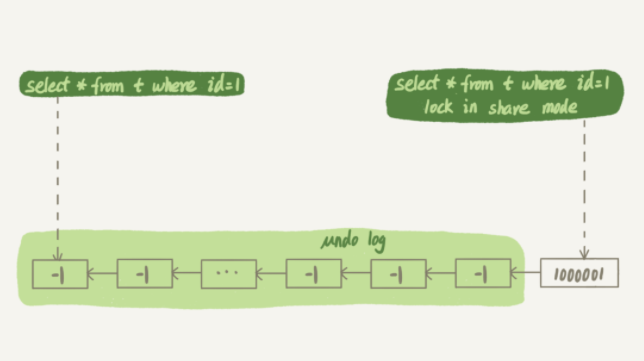 select * from t where id=1
select * from t where id=1
lock in share mode
undo log
-1
-1
...
-1
-1
-1
1000001